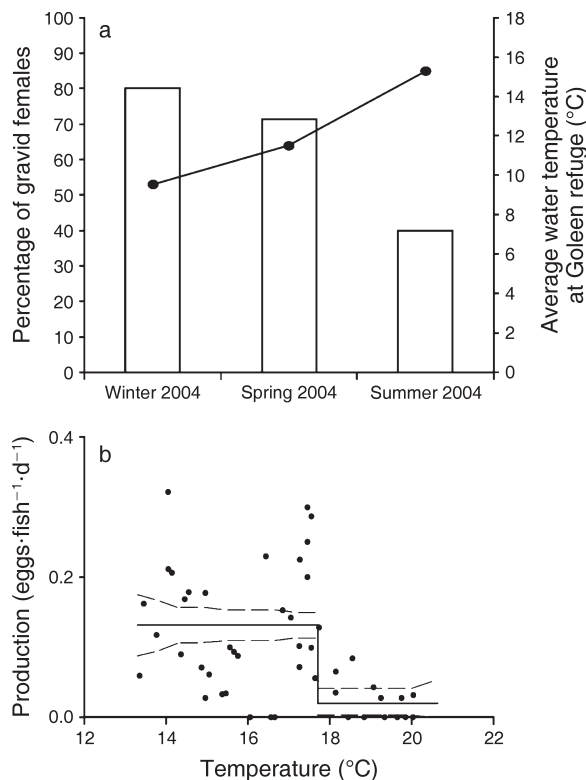 a
Percentage of gravid females
100
90
80
70
60
50
40
30
20
10
0
Winter 2004 Spring 2004 Summer 2004
18
16
14
12
10
8
6
4
2
0
Average water temperature
at Goleen refuge (°C)
b
Production (eggs·fish⁻¹·d⁻¹)
0.4
0.2
0.0
12 14 16 18 20 22
Temperature (°C)